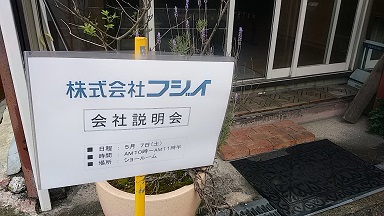 株式会社フジイ
会社説明会
■ 日程 : 5月 7日(土)
■ 時間 : AM10時～AM11時半
■ 場所 : ショールーム